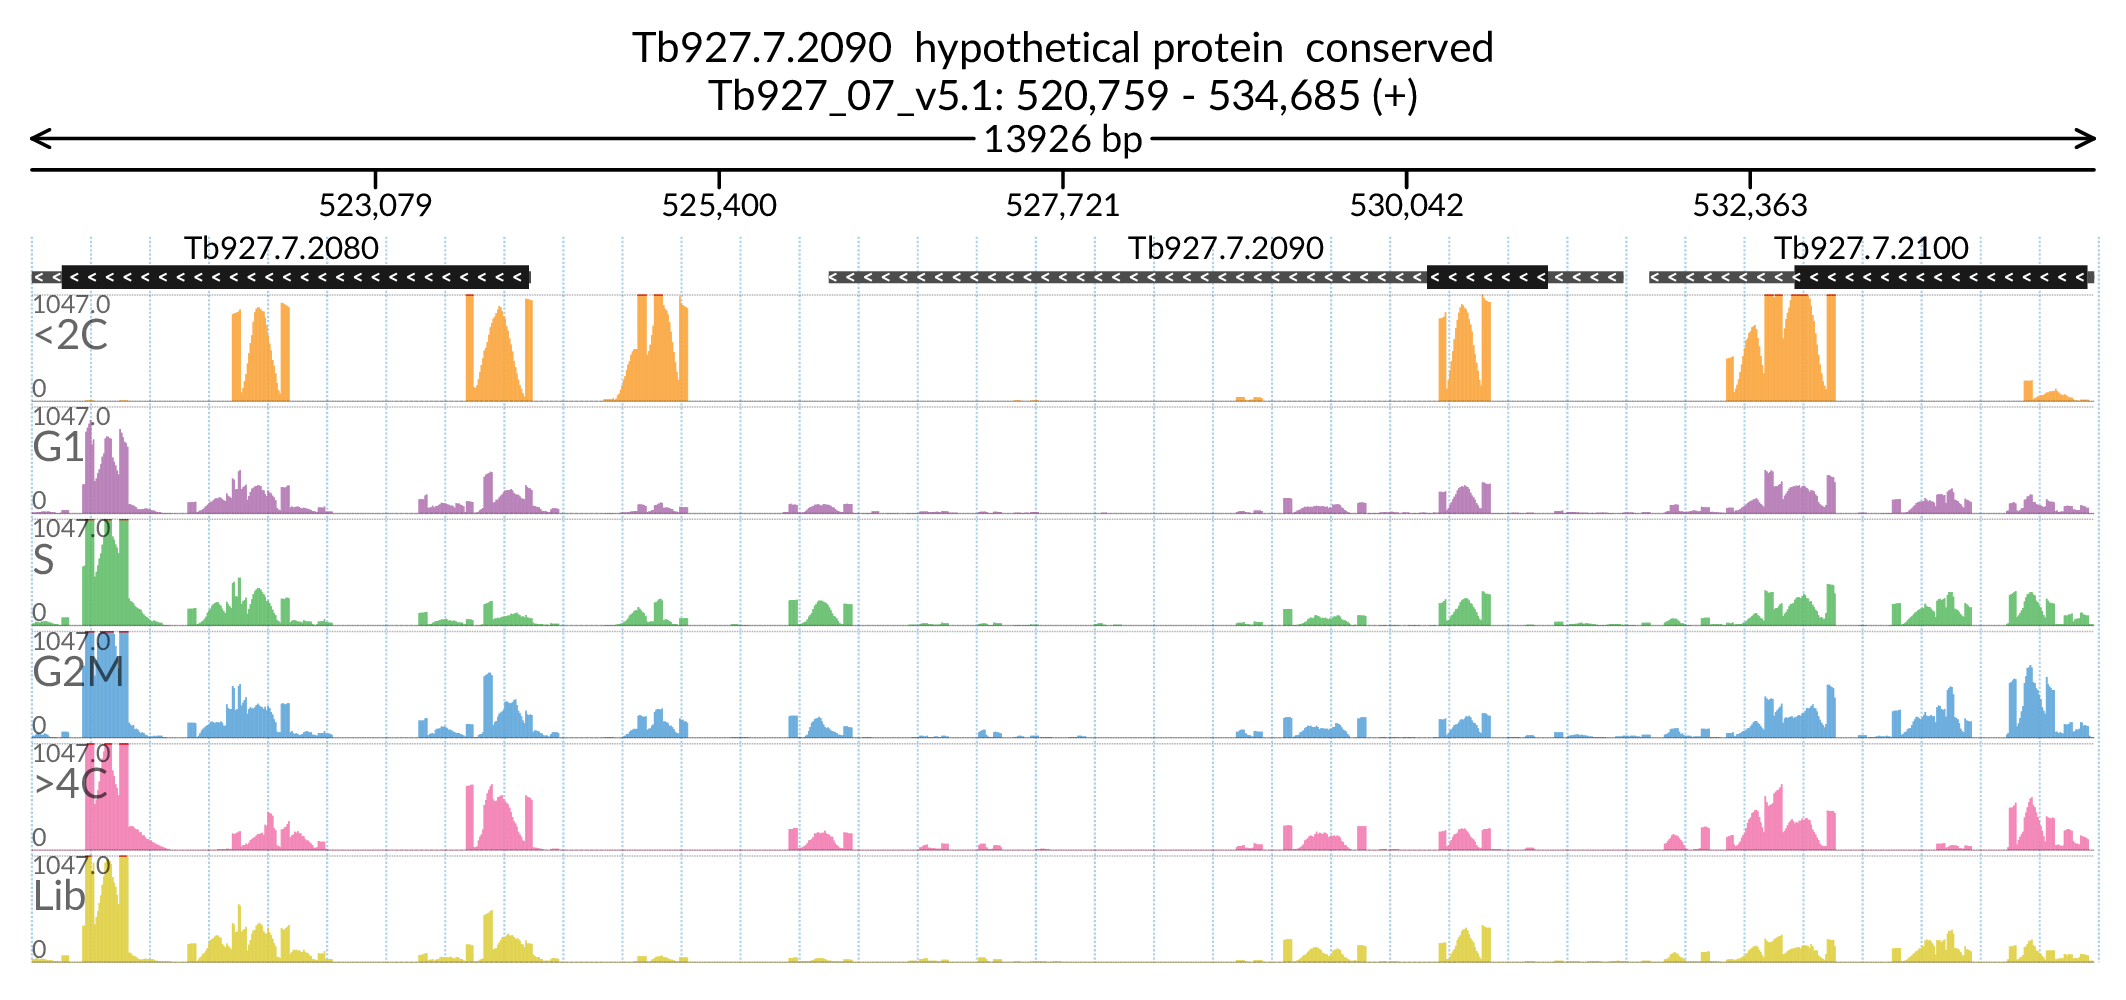 Tb927.7.2090 hypothetical protein conserved
Tb927_07_v5.1: 520,759 - 534,685 (+)
13926 bp
523,079 525,400 527,721 530,042 532,363
Tb927.7.2080 Tb927.7.2090 Tb927.7.2100
1047.0
<2C
0
1047.0
G1
0
1047.0
S
0
1047.0
G2M
0
1047.0
>4C
0
1047.0
Lib
0